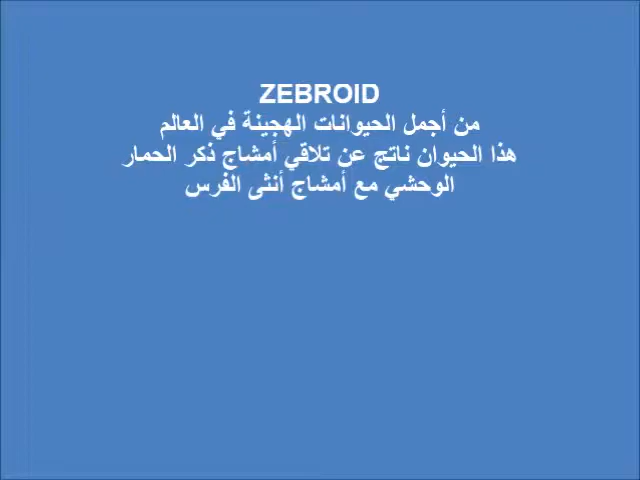 ZEBROID
من أجمل الحيوانات الهجينة في العالم
هذا الحيوان ناتج عن تلاقي أمشاج ذكر الحمار
الوحشي مع أمشاج أنثى الفرس